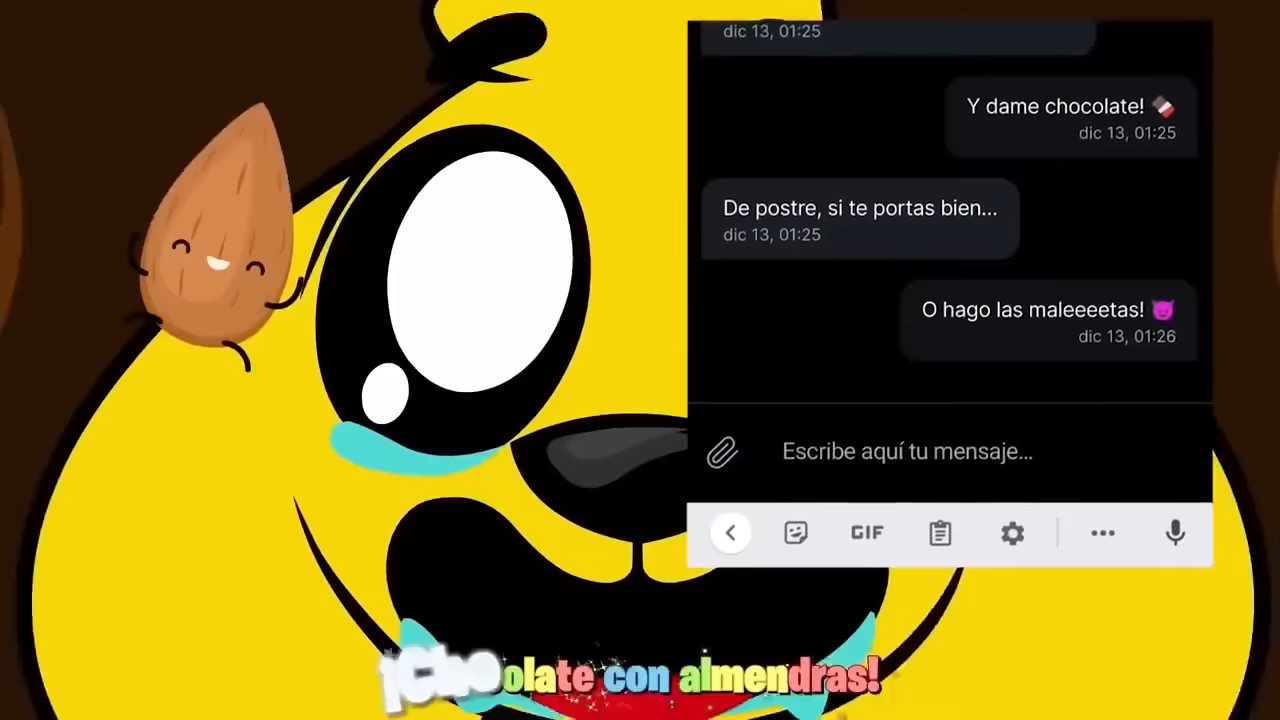 dic 13, 01:25
Y dame chocolate! 🍫
dic 13, 01:25
De postre, si te portas bien...
dic 13, 01:25
O hago las maleeeetas! 😈
dic 13, 01:26
Escribe aquí tu mensaje...
GIF
¡Chocolate con almendras!